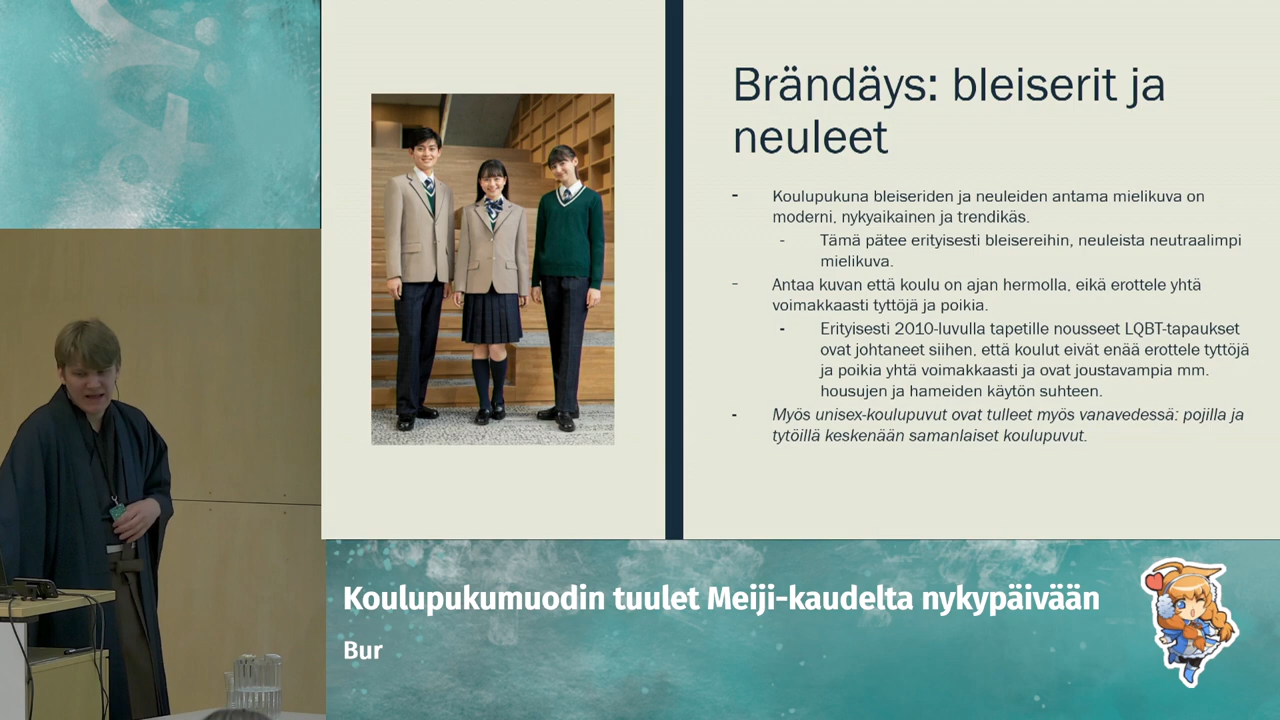 Brändäys: bleiserit ja
neuleet
- Koulupukuna bleiseriden ja neuleiden antama mielikuva on
moderni, nykyaikainen ja trendikäs.
- Tämä pätee erityisesti bleisereihin, neuleista neutraalimpi
mielikuva.
- Antaa kuvan että koulu on ajan hermolla, eikä erottele yhtä
voimakkaasti tyttöjä ja poikia.
- Erityisesti 2010-luvulla tapetille nousseet LQBT-tapaukset
ovat johtaneet siihen, että koulut eivät enää erottele tyttöjä
ja poikia yhtä voimakkaasti ja ovat joustavampia mm.
housujen ja hameiden käytön suhteen.
- Myös unisex-koulupuvut ovat tulleet myös vanavedessä: pojilla ja
tytöillä keskenään samanlaiset koulupuvut.
Koulupukumuodin tuulet Meiji-kaudelta nykypäivään
Bur